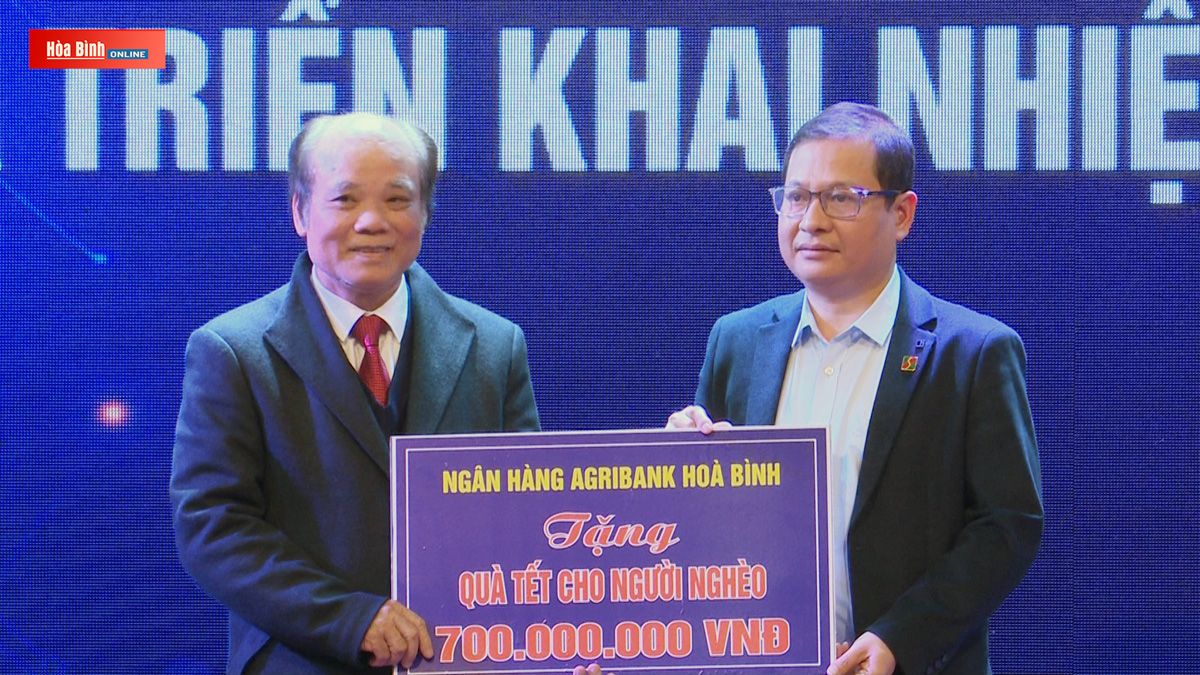 Hòa Bình
ONLINE
TRIỂN KHAI NHIỆ
NGÂN HÀNG AGRIBANK HOÀ BÌNH
Tặng
QUÀ TẾT CHO NGƯỜI NGHÈO
700.000.000 VNĐ